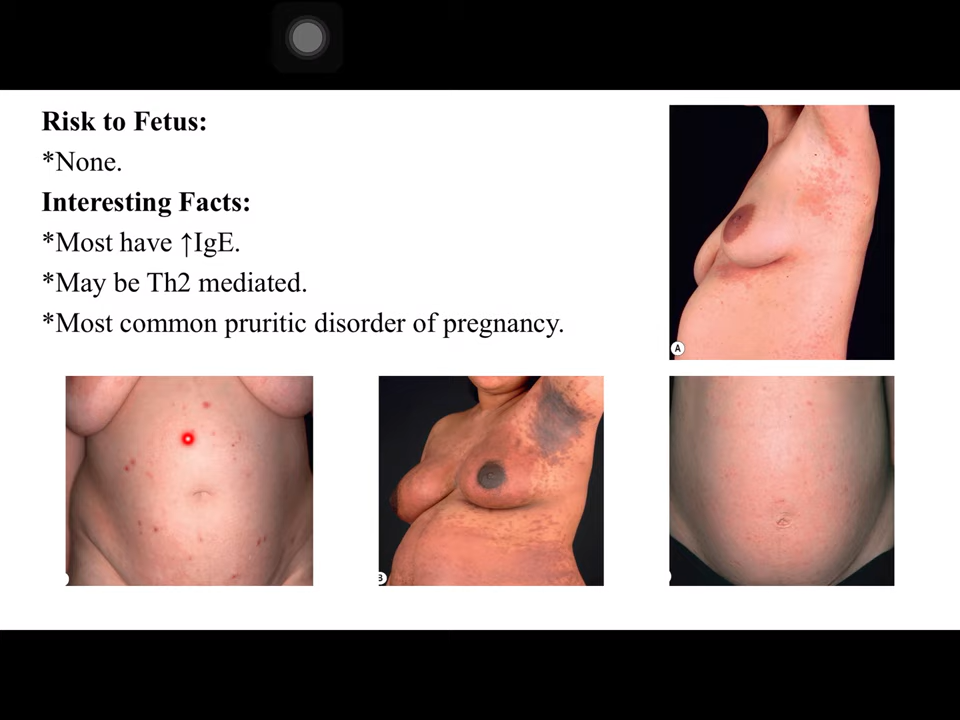 Risk to Fetus:
*None.
Interesting Facts:
*Most have ↑IgE.
*May be Th2 mediated.
*Most common pruritic disorder of pregnancy.
A
B